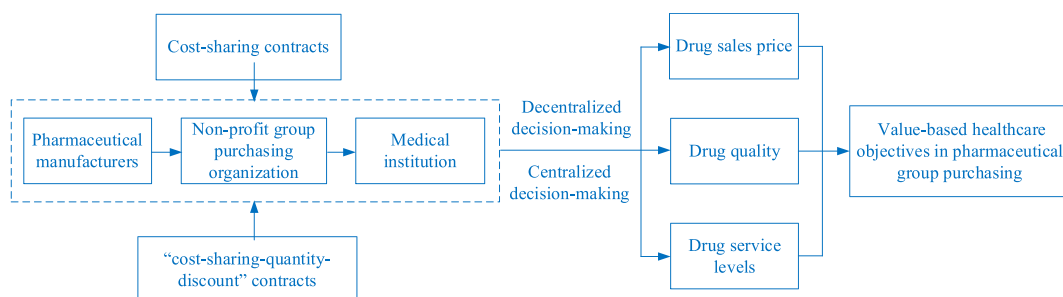 Cost-sharing contracts
Pharmaceutical
manufacturers
Non-profit group
purchasing
organization
Medical
institution
“cost-sharing-quantity-
discount” contracts
Decentralized
decision-making
Centralized
decision-making
Drug sales price
Drug quality
Drug service
levels
Value-based healthcare
objectives in pharmaceutical
group purchasing